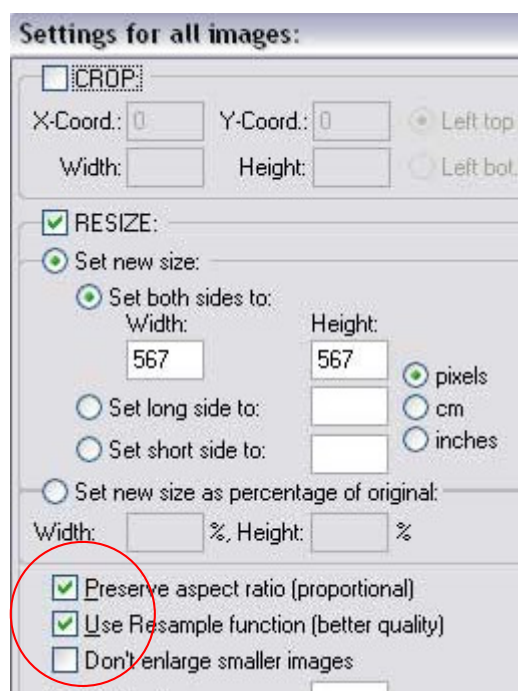 Settings for all images:
CROP:
X-Coord.: 0 Y-Coord.: 0 Left top
Width: Height: Left bot.
RESIZE:
Set new size:
Set both sides to:
Width: Height:
567 567 pixels
Set long side to: cm
Set short side to: inches
Set new size as percentage of original:
Width: %, Height: %
Preserve aspect ratio (proportional)
Use Resample function (better quality)
Don't enlarge smaller images